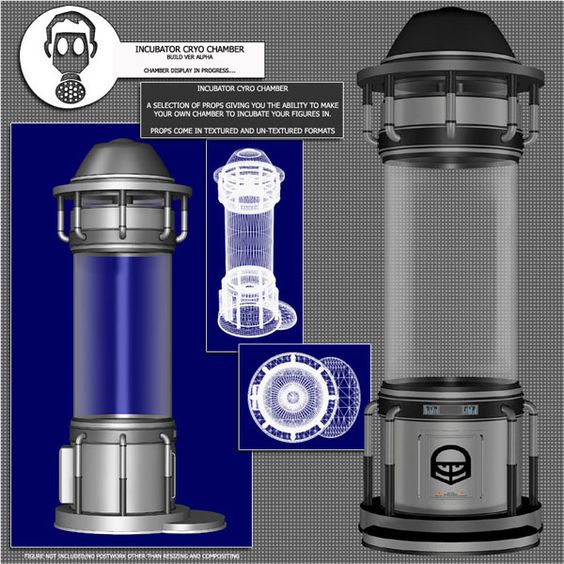 INCUBATOR CRYO CHAMBER
BUILD VER ALPHA
CHAMBER DISPLAY IN PROGRESS...
INCUBATOR CYRO CHAMBER
A SELECTION OF PROPS GIVING YOU THE ABILITY TO MAKE
YOUR OWN CHAMBER TO INCUBATE YOUR FIGURES IN.
PROPS COME IN TEXTURED AND UN-TEXTURED FORMATS
FIGURE NOT INCLUDED/NO POSTWORK OTHER THAN RESIZING AND COMPOSITING